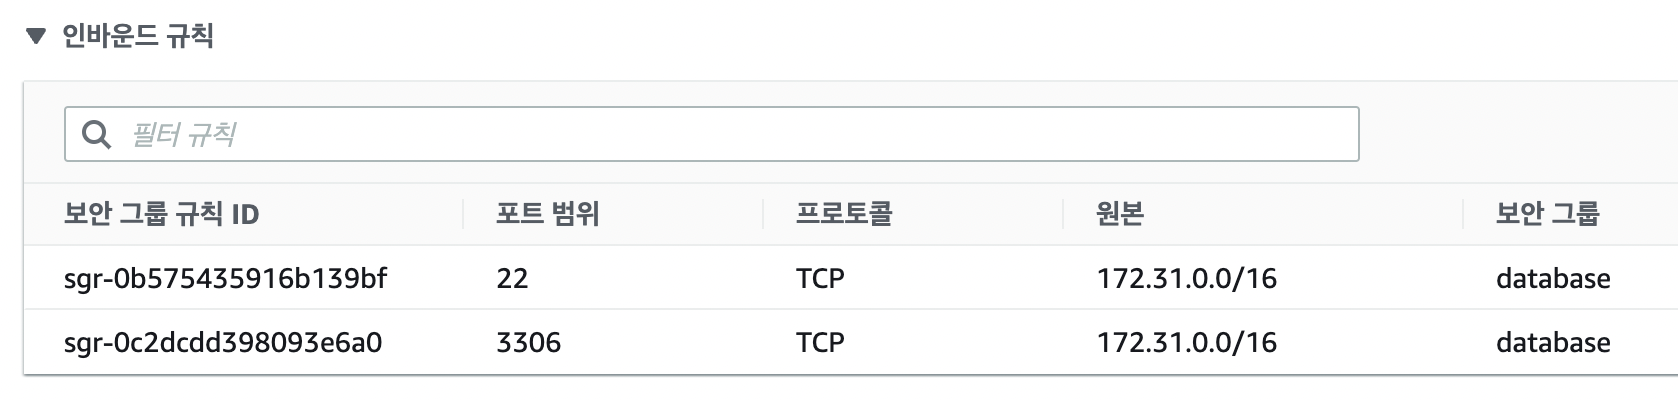 ▼ 인바운드 규칙
필터 규칙
보안 그룹 규칙 ID 포트 범위 프로토콜 원본 보안 그룹
sgr-0b575435916b139bf 22 TCP 172.31.0.0/16 database
sgr-0c2dcdd398093e6a0 3306 TCP 172.31.0.0/16 database